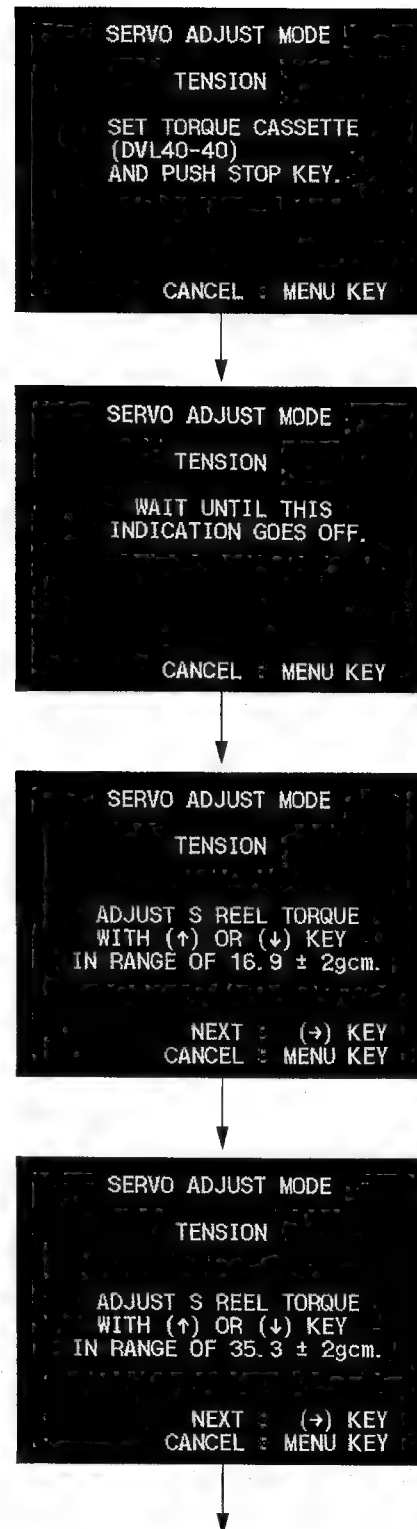 SERVO ADJUST MODE
TENSION
SET TORQUE CASSETTE
(DVL40-40)
AND PUSH STOP KEY.
CANCEL : MENU KEY
SERVO ADJUST MODE
TENSION
WAIT UNTIL THIS
INDICATION GOES OFF.
CANCEL : MENU KEY
SERVO ADJUST MODE
TENSION
ADJUST S REEL TORQUE
WITH (↑) OR (↓) KEY
IN RANGE OF 16.9 ± 2gcm.
NEXT : (→) KEY
CANCEL : MENU KEY
SERVO ADJUST MODE
TENSION
ADJUST S REEL TORQUE
WITH (↑) OR (↓) KEY
IN RANGE OF 35.3 ± 2gcm.
NEXT : (→) KEY
CANCEL : MENU KEY